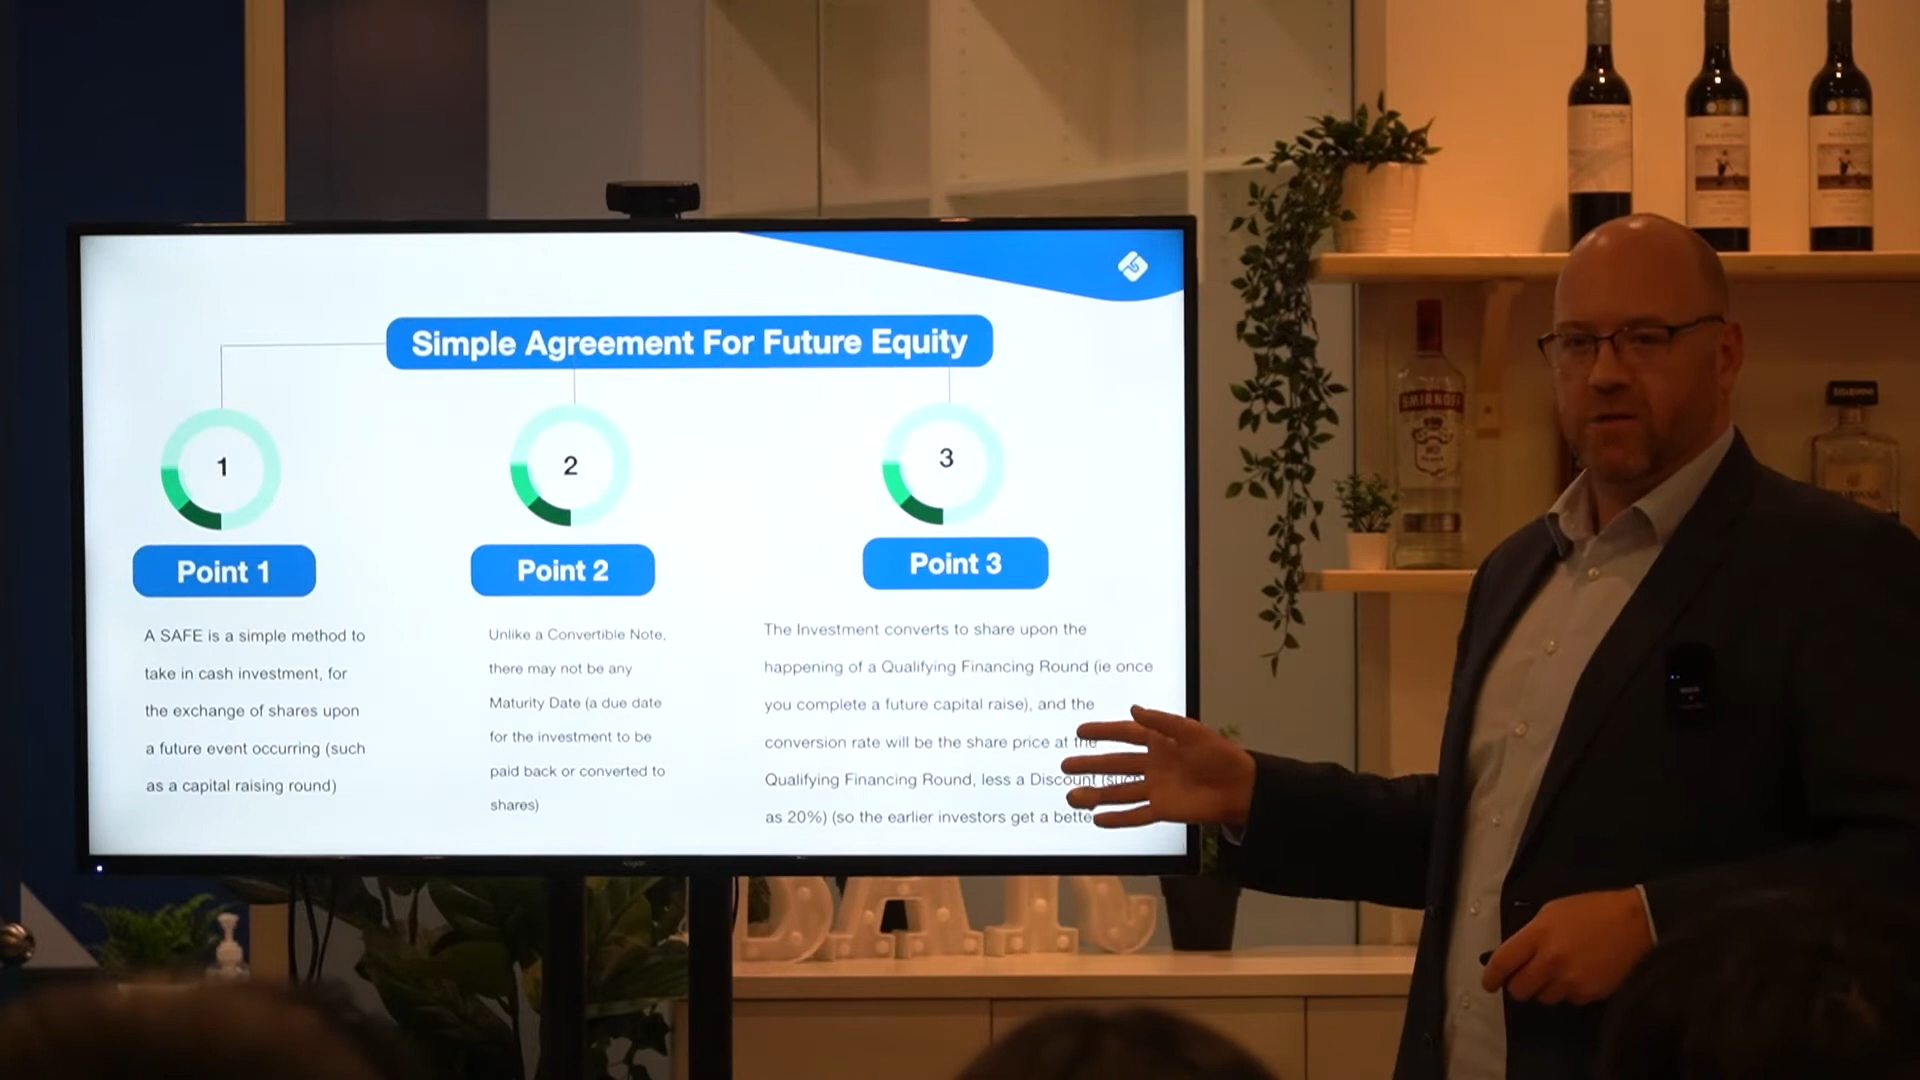 Simple Agreement For Future Equity
1
2
3
Point 1
Point 2
Point 3
A SAFE is a simple method to
take in cash investment, for
the exchange of shares upon
a future event occurring (such
as a capital raising round)
Unlike a Convertible Note,
there may not be any
Maturity Date (a due date
for the investment to be
paid back or converted to
shares)
The Investment converts to share upon the
happening of a Qualifying Financing Round (ie once
you complete a future capital raise), and the
conversion rate will be the share price at the
Qualifying Financing Round, less a Discount (such
as 20%) (so the earlier investors get a
SMIRNOFF